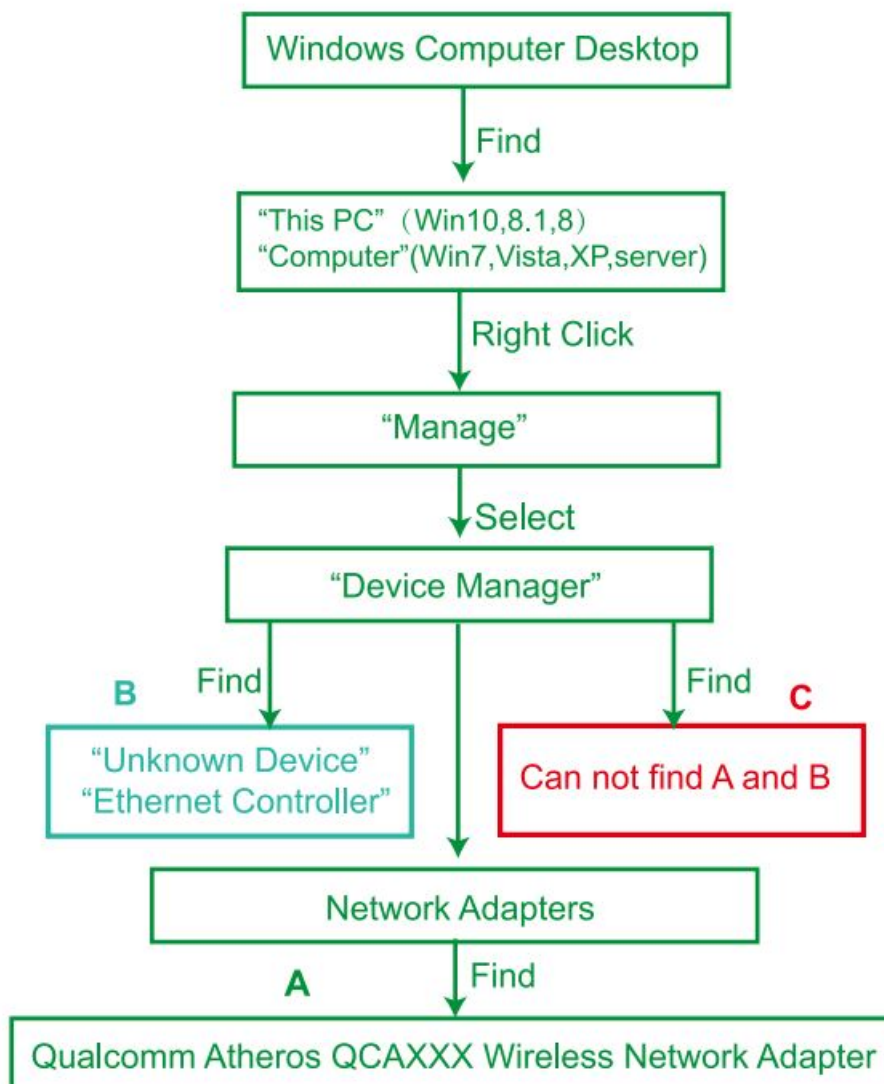 Windows Computer Desktop
Find
“This PC”（Win10,8.1,8）
“Computer”(Win7,Vista,XP,server)
Right Click
“Manage”
Select
“Device Manager”
Find
Find
B
C
“Unknown Device”
“Ethernet Controller”
Can not find A and B
Network Adapters
Find
A
Qualcomm Atheros QCAXXX Wireless Network Adapter